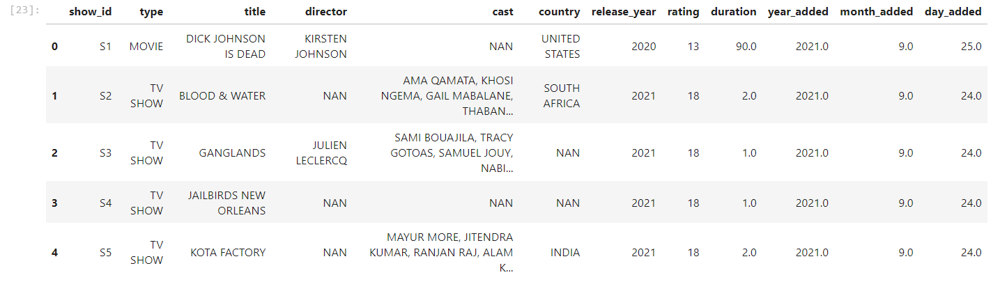 [23]:
show_id type title director cast country release_year rating duration year_added month_added day_added
0 S1 MOVIE DICK JOHNSON IS DEAD KIRSTEN JOHNSON NAN UNITED STATES 2020 13 90.0 2021.0 9.0 25.0
1 S2 TV SHOW BLOOD & WATER NAN AMA QAMATA, KHOSI NGEMA, GAIL MABALANE, THABAN... SOUTH AFRICA 2021 18 2.0 2021.0 9.0 24.0
2 S3 TV SHOW GANGLANDS JULIEN LECLERCQ SAMI BOUAJILA, TRACY GOTOAS, SAMUEL JOUY, NABI... NAN 2021 18 1.0 2021.0 9.0 24.0
3 S4 TV SHOW JAILBIRDS NEW ORLEANS NAN NAN NAN 2021 18 1.0 2021.0 9.0 24.0
4 S5 TV SHOW KOTA FACTORY NAN MAYUR MORE, JITENDRA KUMAR, RANJAN RAJ, ALAM K... INDIA 2021 18 2.0 2021.0 9.0 24.0